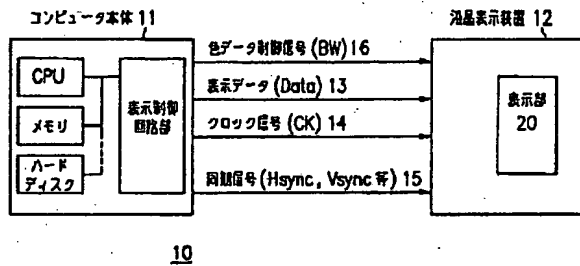 コンピュータ本体 11
液晶表示装置 12
CPU
メモリ
ハード
ディスク
表示制御
回路部
色データ制御信号 (BW) 16
表示データ (Data) 13
クロック信号 (CK) 14
同期信号 (Hsync, Vsync 等) 15
表示部
20
10